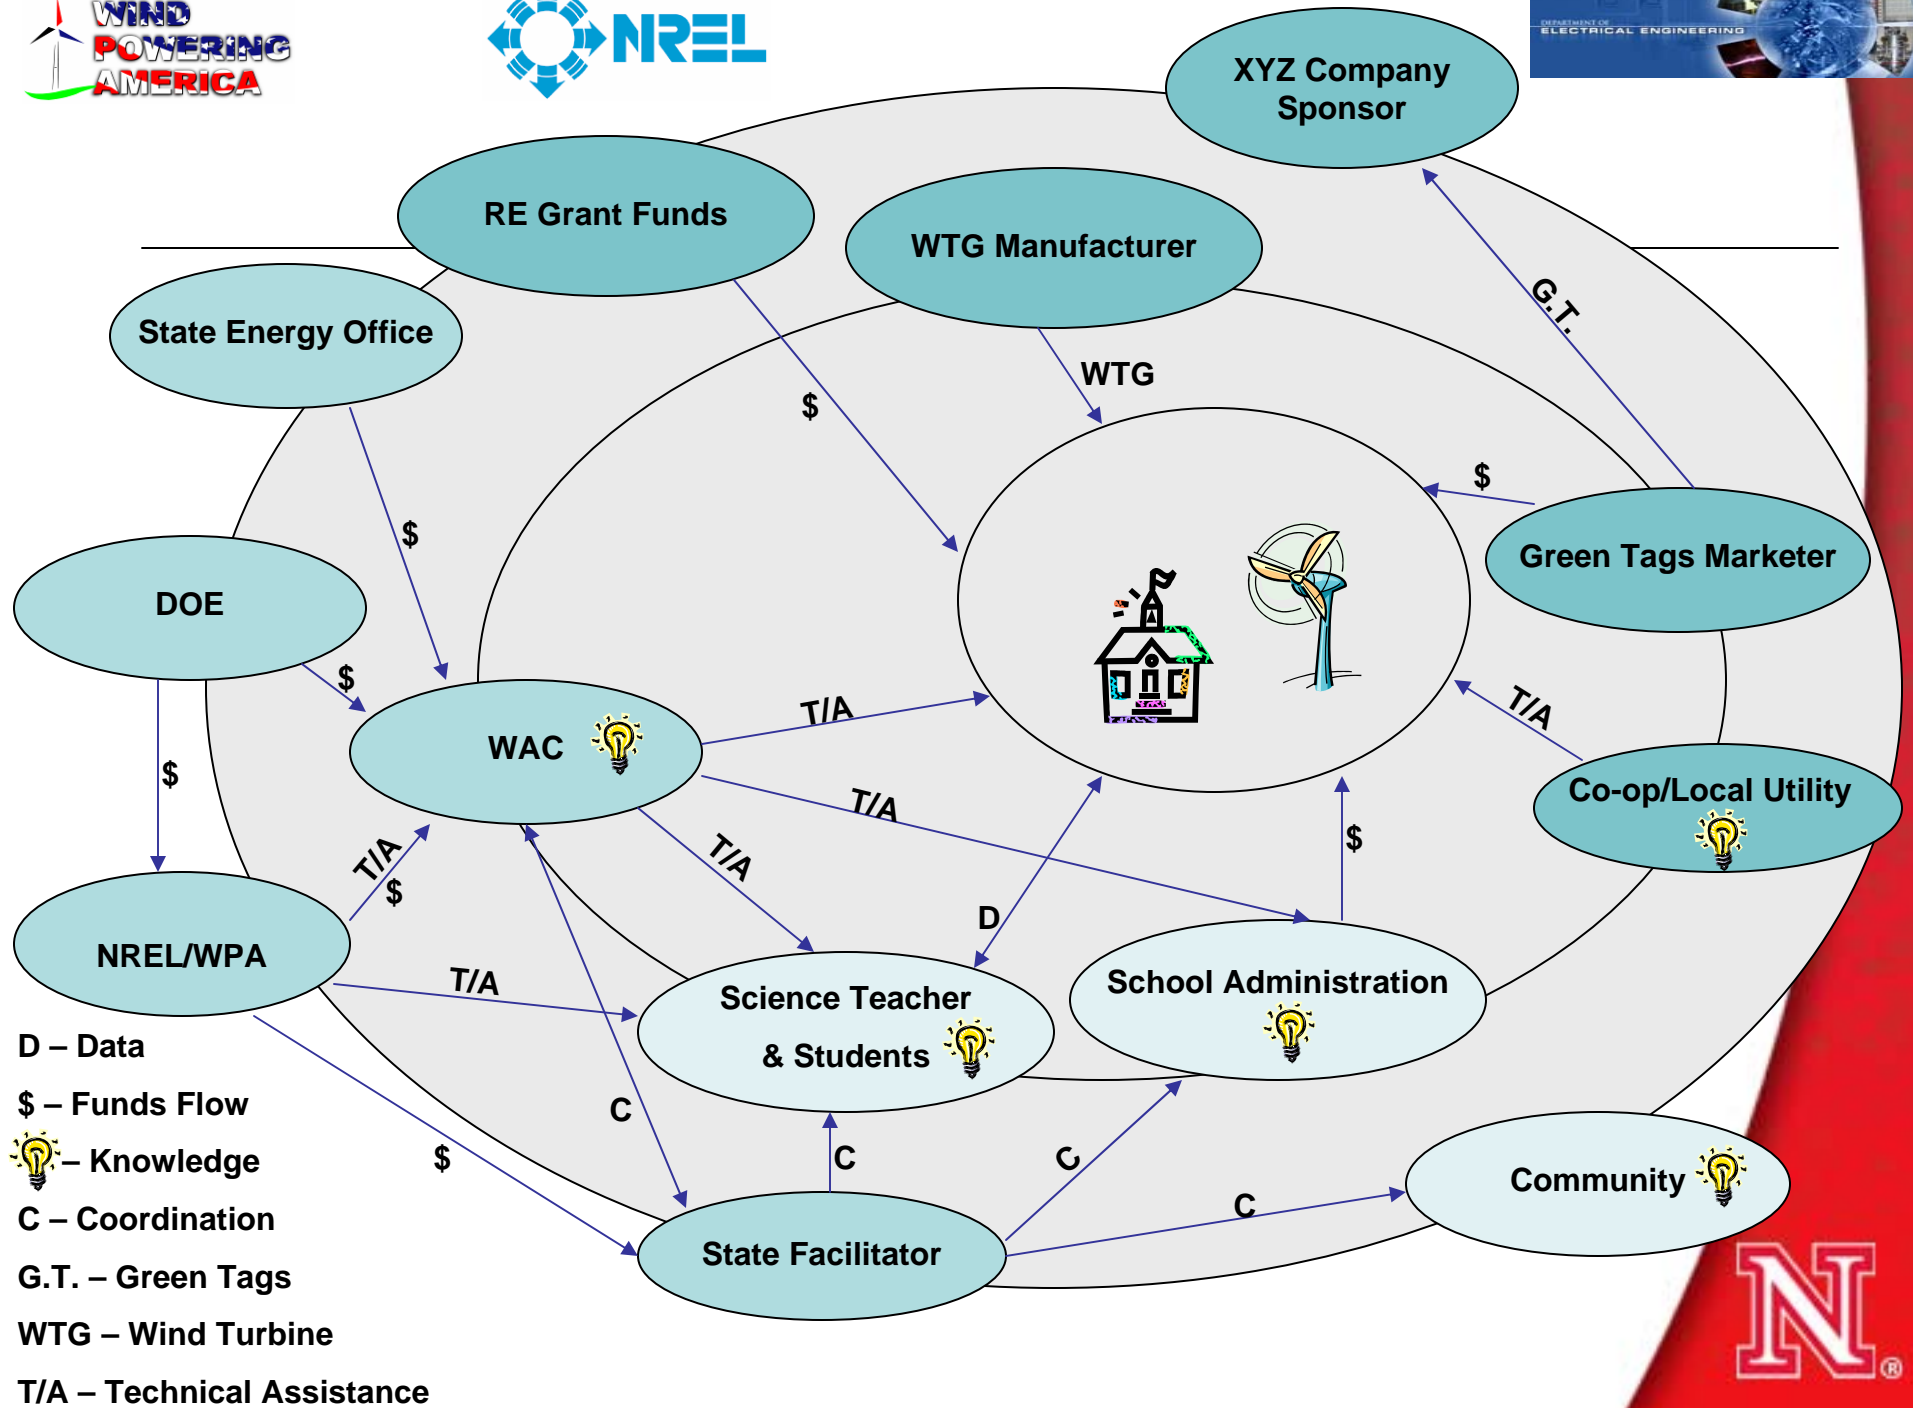 WIND
POWERING
AMERICA
NREL
DEPARTMENT OF
ELECTRICAL ENGINEERING
XYZ Company
Sponsor
RE Grant Funds
WTG Manufacturer
State Energy Office
G.T.
WTG
$
$
$
Green Tags Marketer
DOE
$
T/A
T/A
WAC
$
T/A
Co-op/Local Utility
T/A
$
T/A
$
D
NREL/WPA
T/A
School Administration
Science Teacher
& Students
D – Data
$ – Funds Flow
C
$
C
C
– Knowledge
Community
C
C – Coordination
State Facilitator
G.T. – Green Tags
WTG – Wind Turbine
T/A – Technical Assistance
N
®